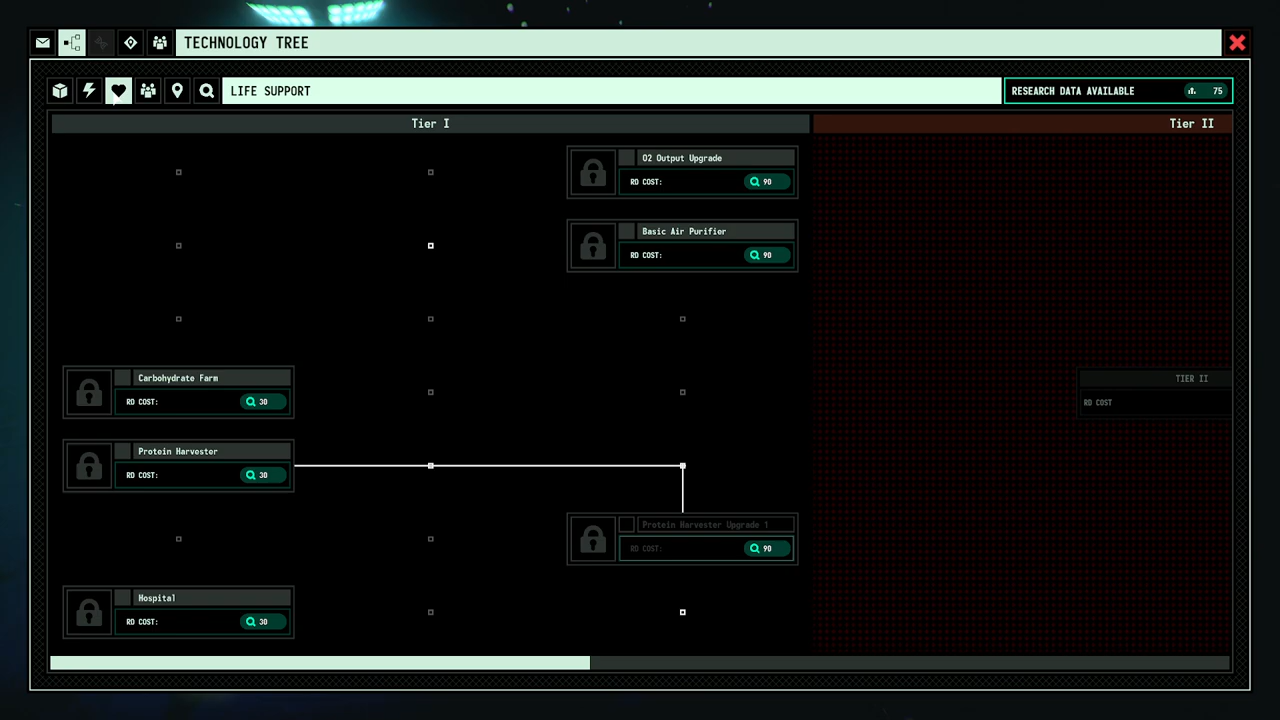 TECHNOLOGY TREE
LIFE SUPPORT
RESEARCH DATA AVAILABLE 75
Tier I
Tier II
O2 Output Upgrade
RD COST: 90
Basic Air Purifier
RD COST: 90
Carbohydrate Farm
RD COST: 30
TIER II
RD COST
Protein Harvester
RD COST: 30
Protein Harvester Upgrade 1
RD COST: 90
Hospital
RD COST: 30